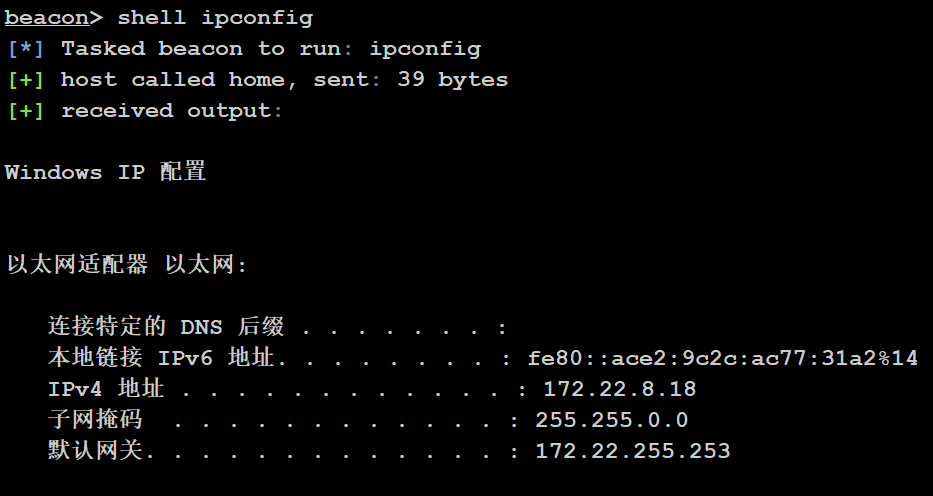 beacon> shell ipconfig
[*] Tasked beacon to run: ipconfig
[+] host called home, sent: 39 bytes
[+] received output:
Windows IP 配置
以太网适配器 以太网:
连接特定的 DNS 后缀 . . . . . . . :
本地链接 IPv6 地址. . . . . . . . : fe80::ace2:9c2c:ac77:31a2%14
IPv4 地址 . . . . . . . . . . . . : 172.22.8.18
子网掩码  . . . . . . . . . . . . : 255.255.0.0
默认网关. . . . . . . . . . . . . : 172.22.255.253